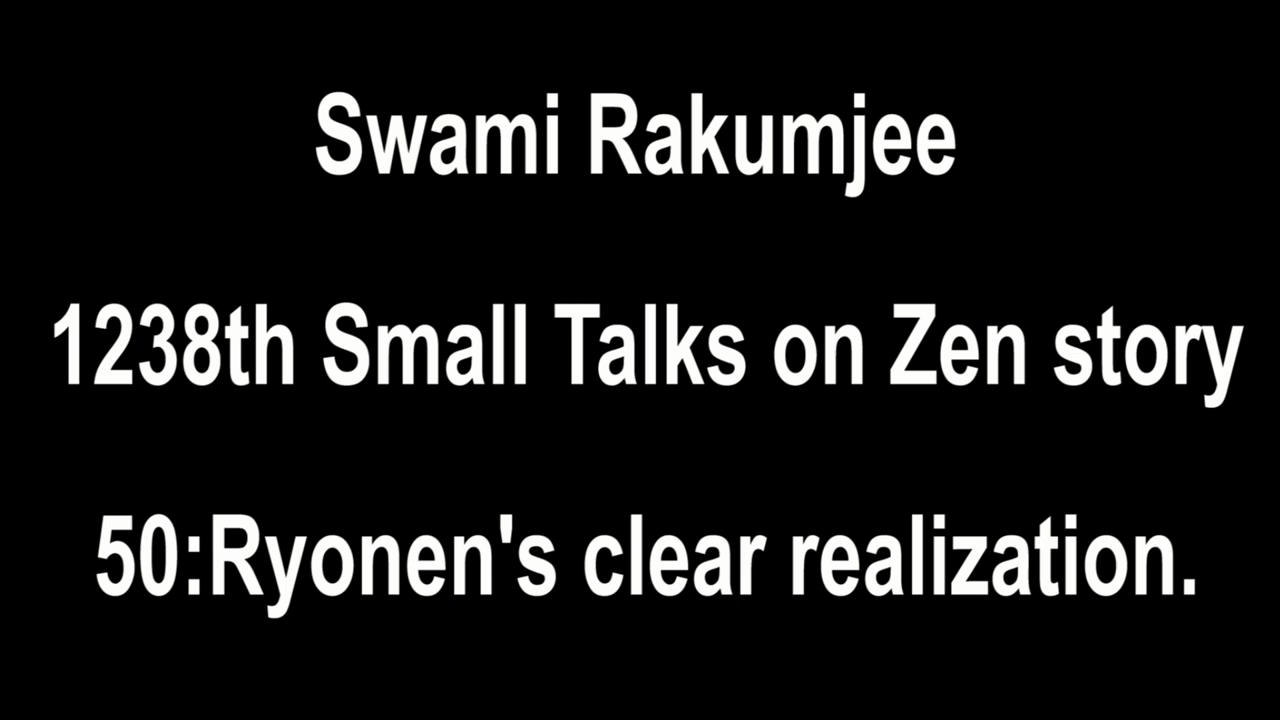 Swami Rakumjee
1238th Small Talks on Zen story
50:Ryonen's clear realization.